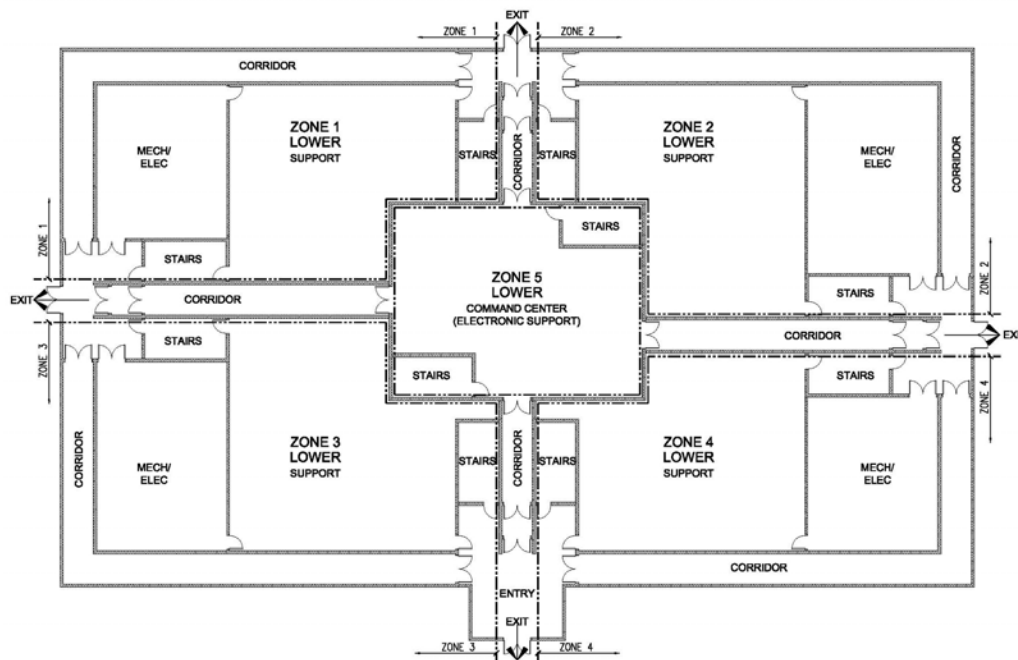 EXIT
ZONE 1
ZONE 2
CORRIDOR
ZONE 1
LOWER
SUPPORT
ZONE 2
LOWER
SUPPORT
MECH/
ELEC
STAIRS
CORRIDOR
STAIRS
MECH/
ELEC
CORRIDOR
ZONE 1
STAIRS
STAIRS
ZONE 5
LOWER
COMMAND CENTER
(ELECTRONIC SUPPORT)
ZONE 2
STAIRS
EXIT
CORRIDOR
CORRIDOR
EXIT
ZONE 3
STAIRS
STAIRS
STAIRS
ZONE 4
CORRIDOR
MECH/
ELEC
ZONE 3
LOWER
SUPPORT
STAIRS
CORRIDOR
STAIRS
ZONE 4
LOWER
SUPPORT
MECH/
ELEC
CORRIDOR
ENTRY
EXIT
ZONE 3
ZONE 4